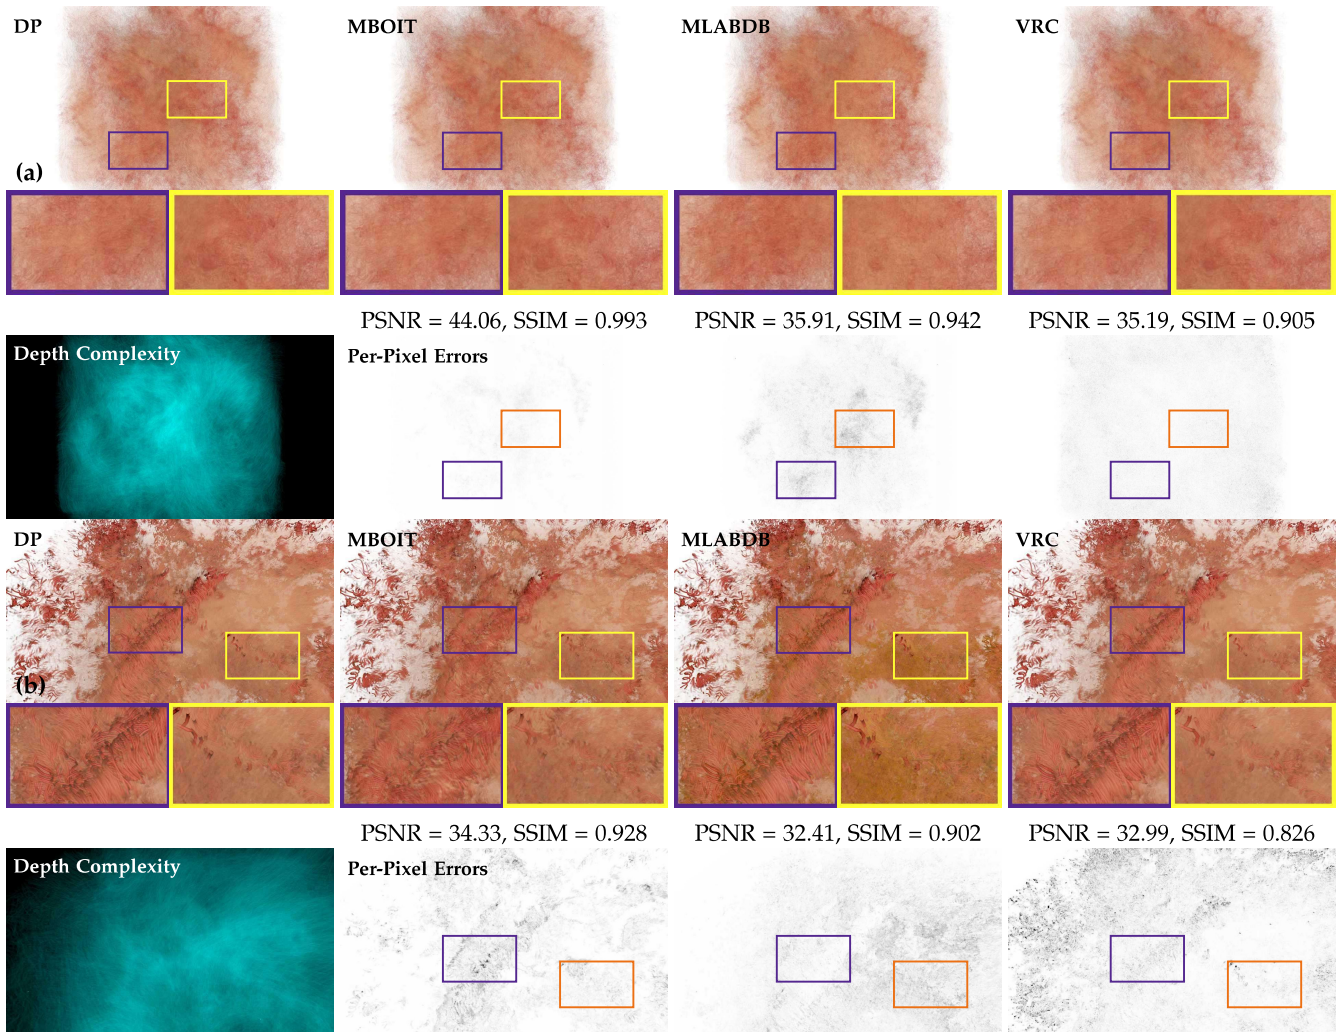 DP MBOIT MLABDB VRC
(a)
PSNR = 44.06, SSIM = 0.993 PSNR = 35.91, SSIM = 0.942 PSNR = 35.19, SSIM = 0.905
Depth Complexity Per-Pixel Errors
DP MBOIT MLABDB VRC
(b)
PSNR = 34.33, SSIM = 0.928 PSNR = 32.41, SSIM = 0.902 PSNR = 32.99, SSIM = 0.826
Depth Complexity Per-Pixel Errors